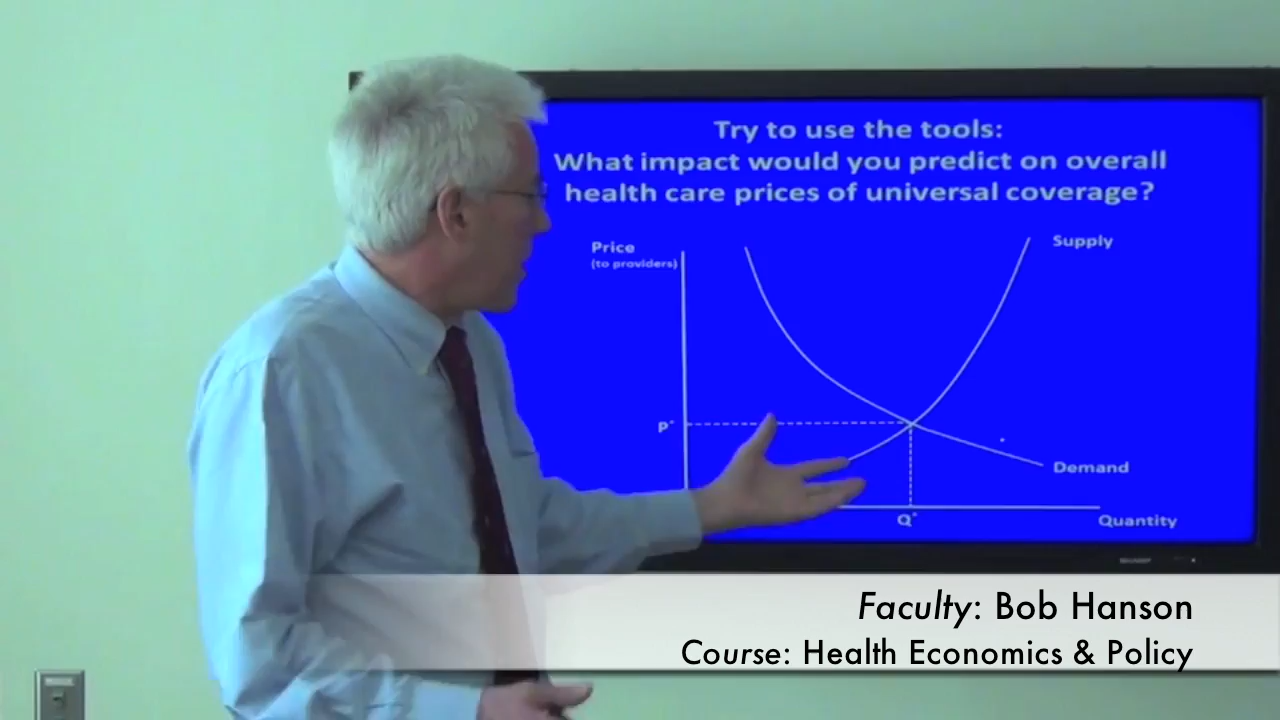 Try to use the tools:
What impact would you predict on overall
health care prices of universal coverage?
Price
(to providers)
Supply
P*
Demand
Q*
Quantity
SHARP
Faculty: Bob Hanson
Course: Health Economics & Policy